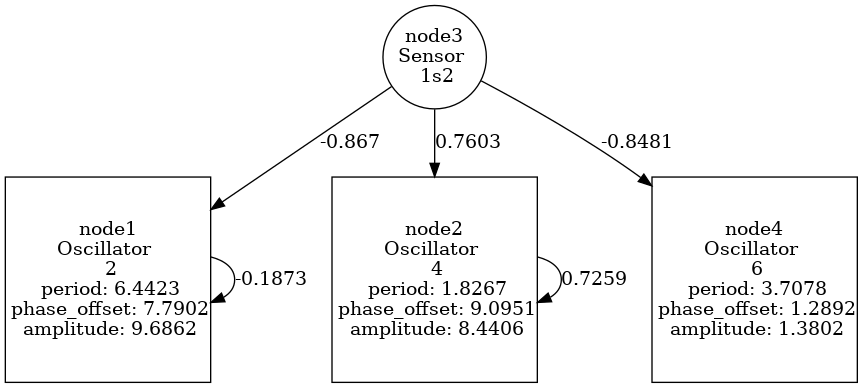 node3
Sensor
1s2
-0.867
0.7603
-0.8481
node1
Oscillator
2
period: 6.4423
phase_offset: 7.7902
amplitude: 9.6862
-0.1873
node2
Oscillator
4
period: 1.8267
phase_offset: 9.0951
amplitude: 8.4406
0.7259
node4
Oscillator
6
period: 3.7078
phase_offset: 1.2892
amplitude: 1.3802